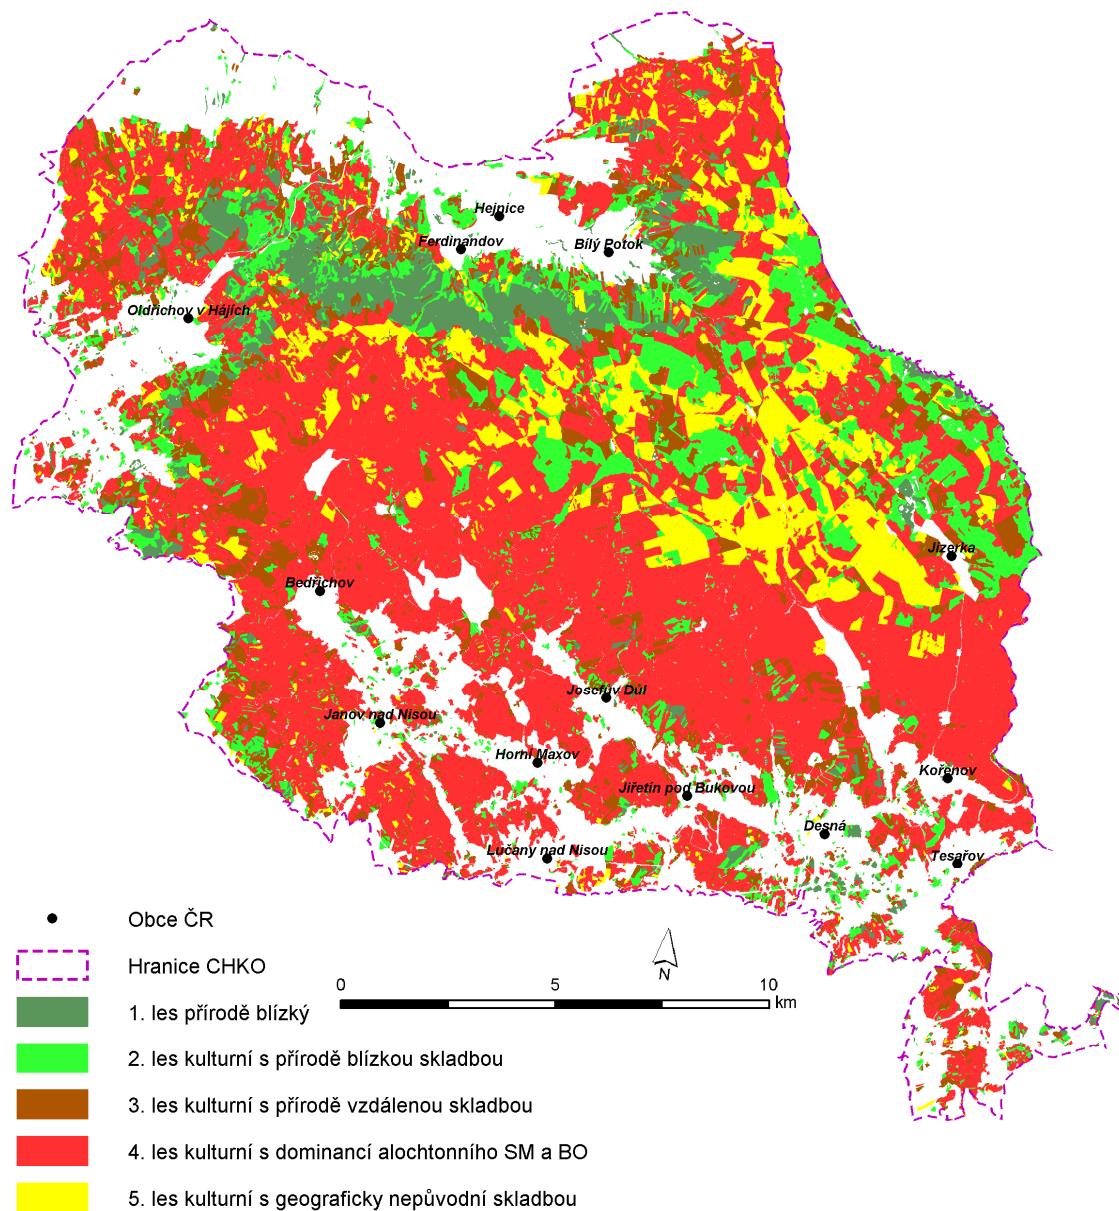 Hejnice
Ferdinandov
Bílý Potok
Oldřichov v Hájích
Jizerka
Bedřichov
Josefův Důl
Janov nad Nisou
Horní Maxov
Kořenov
Jiřetín pod Bukovou
Desná
Lučany nad Nisou
Tesařov
Obce ČR
Hranice CHKO
N
0 5 10
km
1. les přírodě blízký
2. les kulturní s přírodě blízkou skladbou
3. les kulturní s přírodě vzdálenou skladbou
4. les kulturní s dominancí alochtonního SM a BO
5. les kulturní s geograficky nepůvodní skladbou